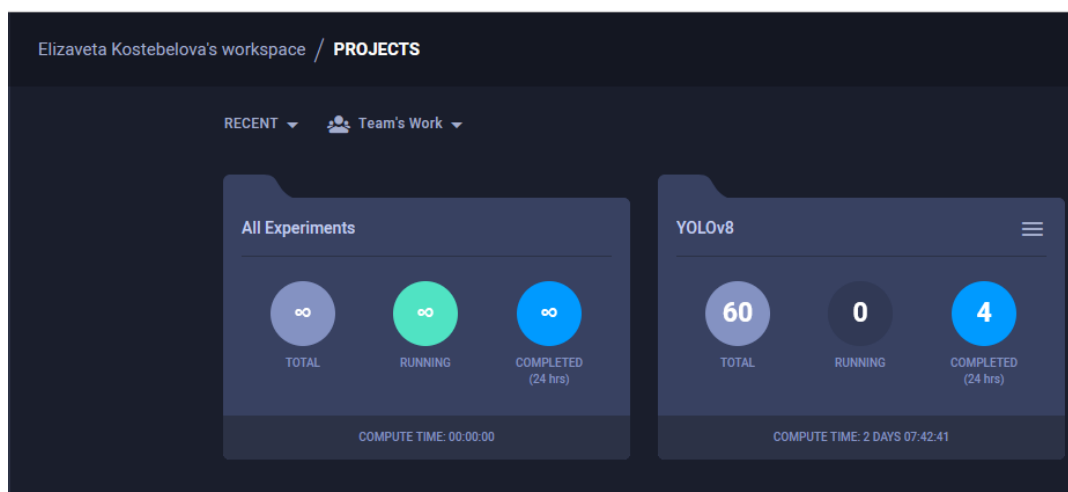 Elizaveta Kostebelova's workspace / PROJECTS
RECENT Team's Work
All Experiments
∞ ∞ ∞
TOTAL RUNNING COMPLETED
(24 hrs)
COMPUTE TIME: 00:00:00
YOLOv8
60 0 4
TOTAL RUNNING COMPLETED
(24 hrs)
COMPUTE TIME: 2 DAYS 07:42:41